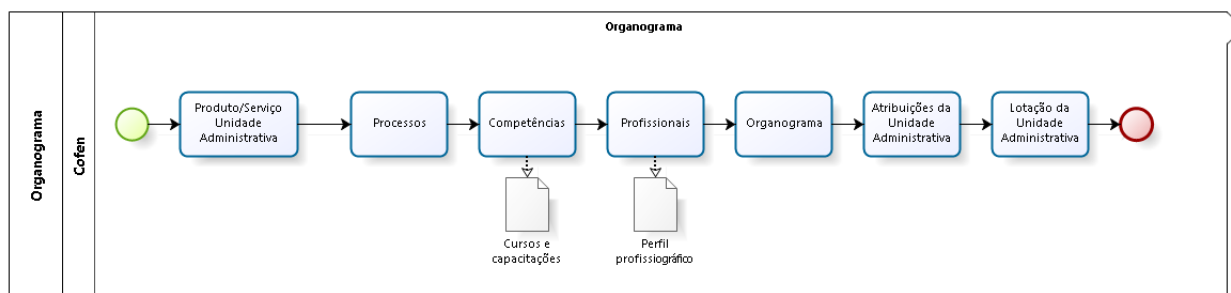 Organograma
Organograma
Cofen
Produto/Serviço
Unidade
Administrativa
Processos
Competências
Profissionais
Organograma
Atribuições da
Unidade
Administrativa
Lotação da
Unidade
Administrativa
Cursos e
capacitações
Perfil
profissiográfico